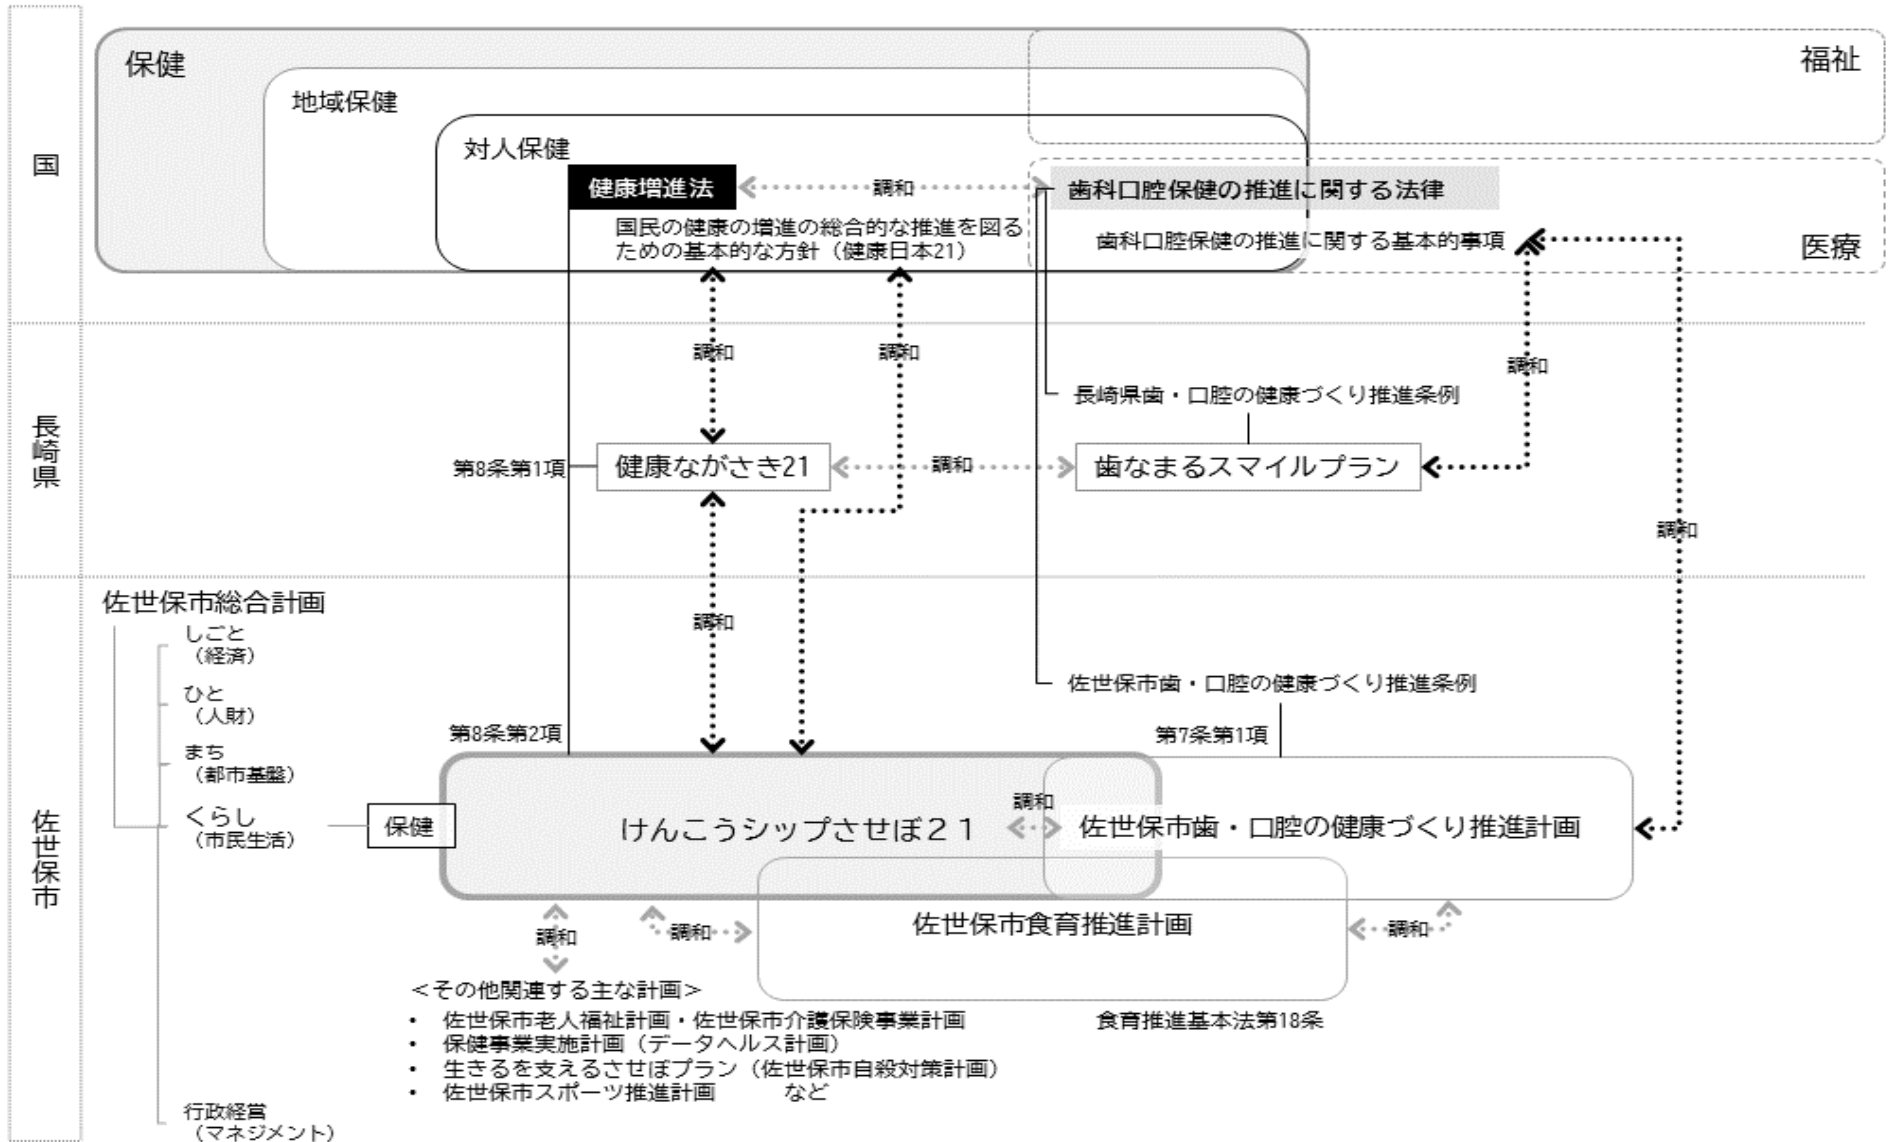 国
保健
地域保健
対人保健
福祉
医療
健康増進法
調和
歯科口腔保健の推進に関する法律
国民の健康の増進の総合的な推進を図る
ための基本的な方針（健康日本21）
歯科口腔保健の推進に関する基本的事項
長崎県
調和
調和
調和
長崎県歯・口腔の健康づくり推進条例
第8条第1項
健康ながさき21
調和
歯なまるスマイルプラン
調和
佐世保市
佐世保市総合計画
しごと
（経済）
ひと
（人財）
まち
（都市基盤）
くらし
（市民生活）
行政経営
（マネジメント）
調和
佐世保市歯・口腔の健康づくり推進条例
第8条第2項
第7条第1項
保健
けんこうシップさせぼ２１
調和
佐世保市歯・口腔の健康づくり推進計画
佐世保市食育推進計画
調和
調和
調和
＜その他関連する主な計画＞
・ 佐世保市老人福祉計画・佐世保市介護保険事業計画
・ 保健事業実施計画（データヘルス計画）
・ 生きるを支えるさせぼプラン（佐世保市自殺対策計画）
・ 佐世保市スポーツ推進計画　　　など
食育推進基本法第18条